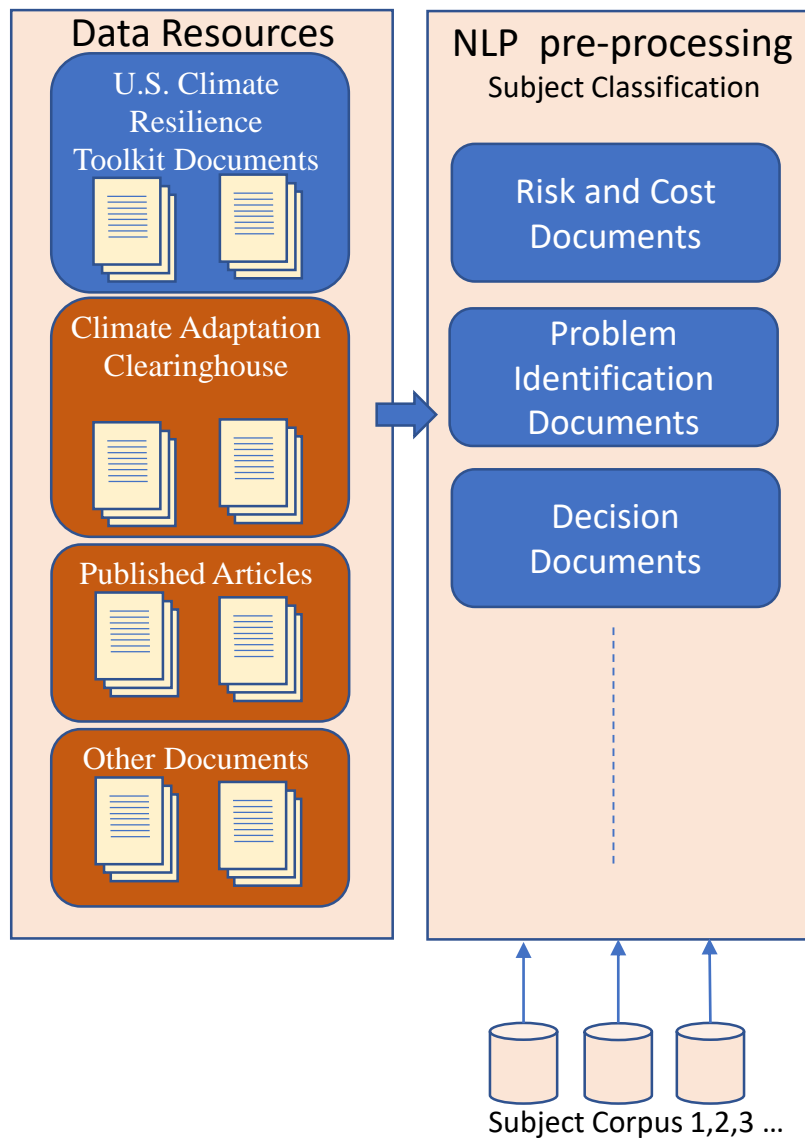 Data Resources
U.S. Climate
Resilience
Toolkit Documents
Climate Adaptation
Clearinghouse
Published Articles
Other Documents
NLP pre-processing
Subject Classification
Risk and Cost
Documents
Problem
Identification
Documents
Decision
Documents
Subject Corpus 1,2,3 ...